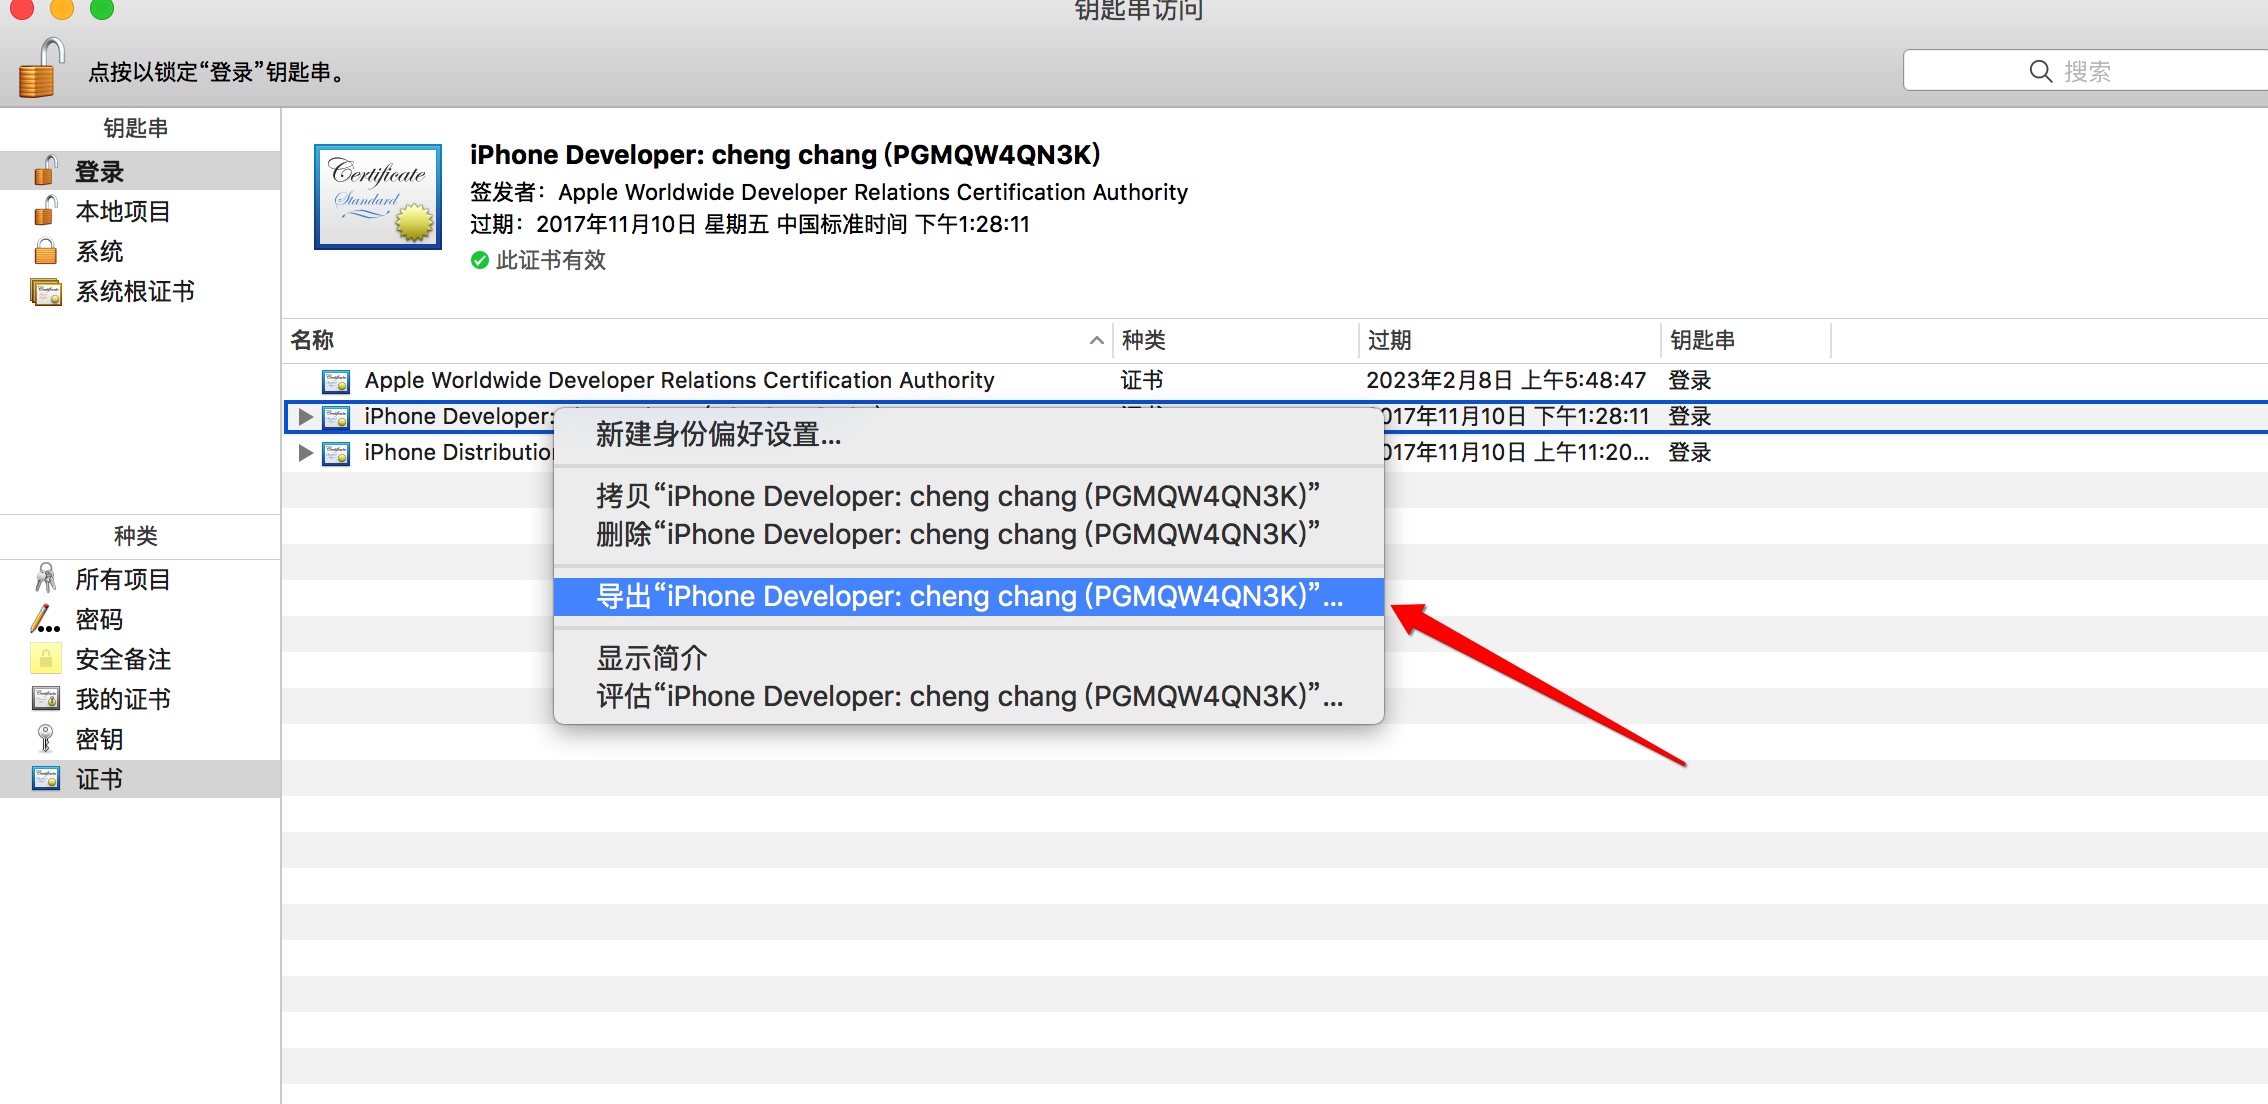 钥匙串访问
点按以锁定“登录”钥匙串。
搜索
钥匙串
登录
本地项目
系统
系统根证书
种类
所有项目
密码
安全备注
我的证书
密钥
证书
Certificate
Standard
iPhone Developer: cheng chang (PGMQW4QN3K)
签发者： Apple Worldwide Developer Relations Certification Authority
过期： 2017年11月10日 星期五 中国标准时间 下午1:28:11
此证书有效
名称 种类 过期 钥匙串
Apple Worldwide Developer Relations Certification Authority 证书 2023年2月8日 上午5:48:47 登录
iPhone Developer: 017年11月10日 下午1:28:11 登录
iPhone Distribution 017年11月10日 上午11:20... 登录
新建身份偏好设置...
拷贝“iPhone Developer: cheng chang (PGMQW4QN3K)”
删除“iPhone Developer: cheng chang (PGMQW4QN3K)”
导出“iPhone Developer: cheng chang (PGMQW4QN3K)”...
显示简介
评估“iPhone Developer: cheng chang (PGMQW4QN3K)”...